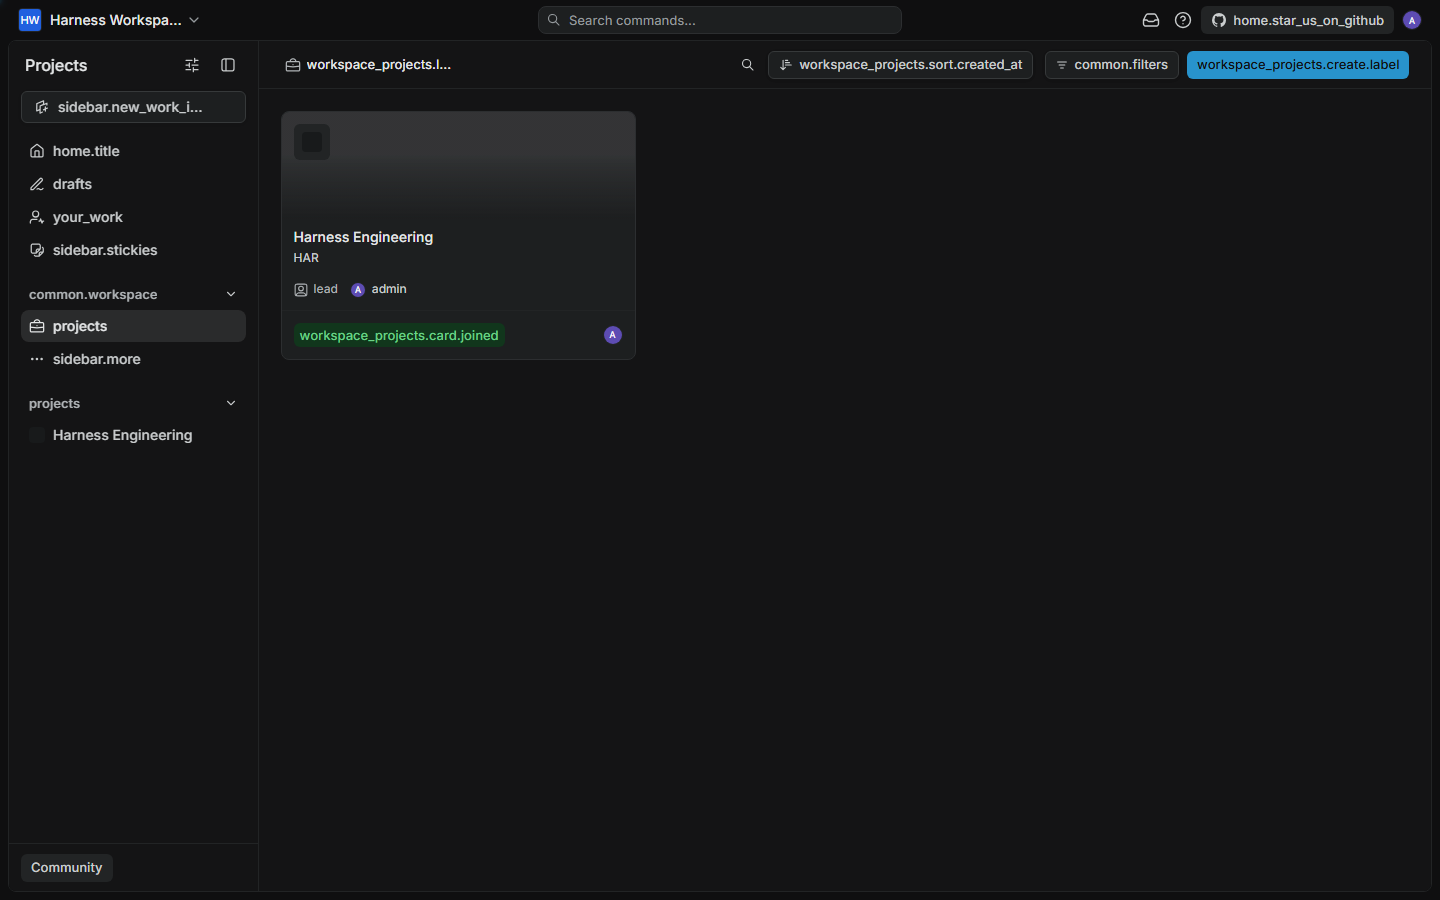 HW Harness Workspa...
Search commands...
home.star_us_on_github
A
Projects
workspace_projects.l...
workspace_projects.sort.created_at
common.filters
workspace_projects.create.label
sidebar.new_work_i...
home.title
drafts
your_work
sidebar.stickies
common.workspace
projects
sidebar.more
projects
Harness Engineering
Harness Engineering
HAR
lead
A admin
workspace_projects.card.joined
A
Community